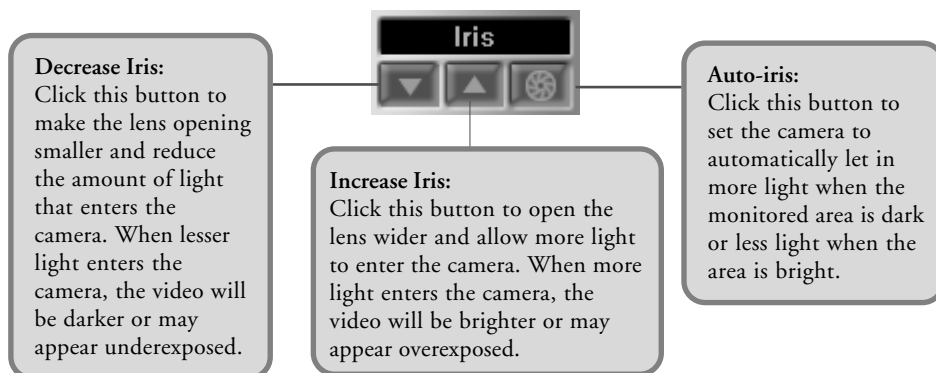 Iris
Decrease Iris:
Click this button to
make the lens opening
smaller and reduce
the amount of light
that enters the
camera. When lesser
light enters the
camera, the video will
be darker or may
appear underexposed.
Increase Iris:
Click this button to open the
lens wider and allow more light
to enter the camera. When more
light enters the camera, the
video will be brighter or may
appear overexposed.
Auto-iris:
Click this button to
set the camera to
automatically let in
more light when the
monitored area is dark
or less light when the
area is bright.